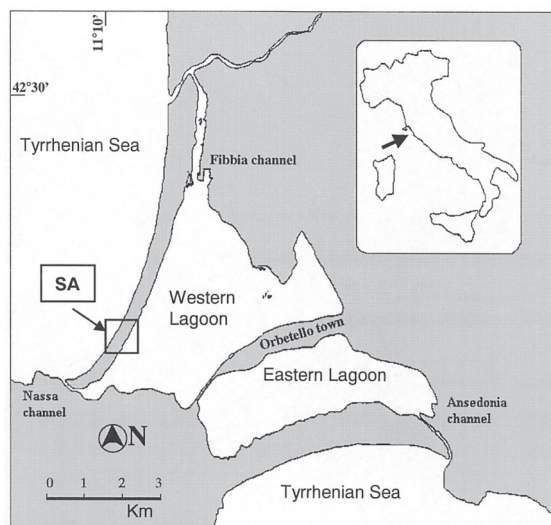 11°10'
42°30'
Tyrrhenian Sea
Fibbia channel
SA
Western
Lagoon
Orbetello town
Eastern Lagoon
Nassa
channel
Ansedonia
channel
N
0 1 2 3
Km
Tyrrhenian Sea